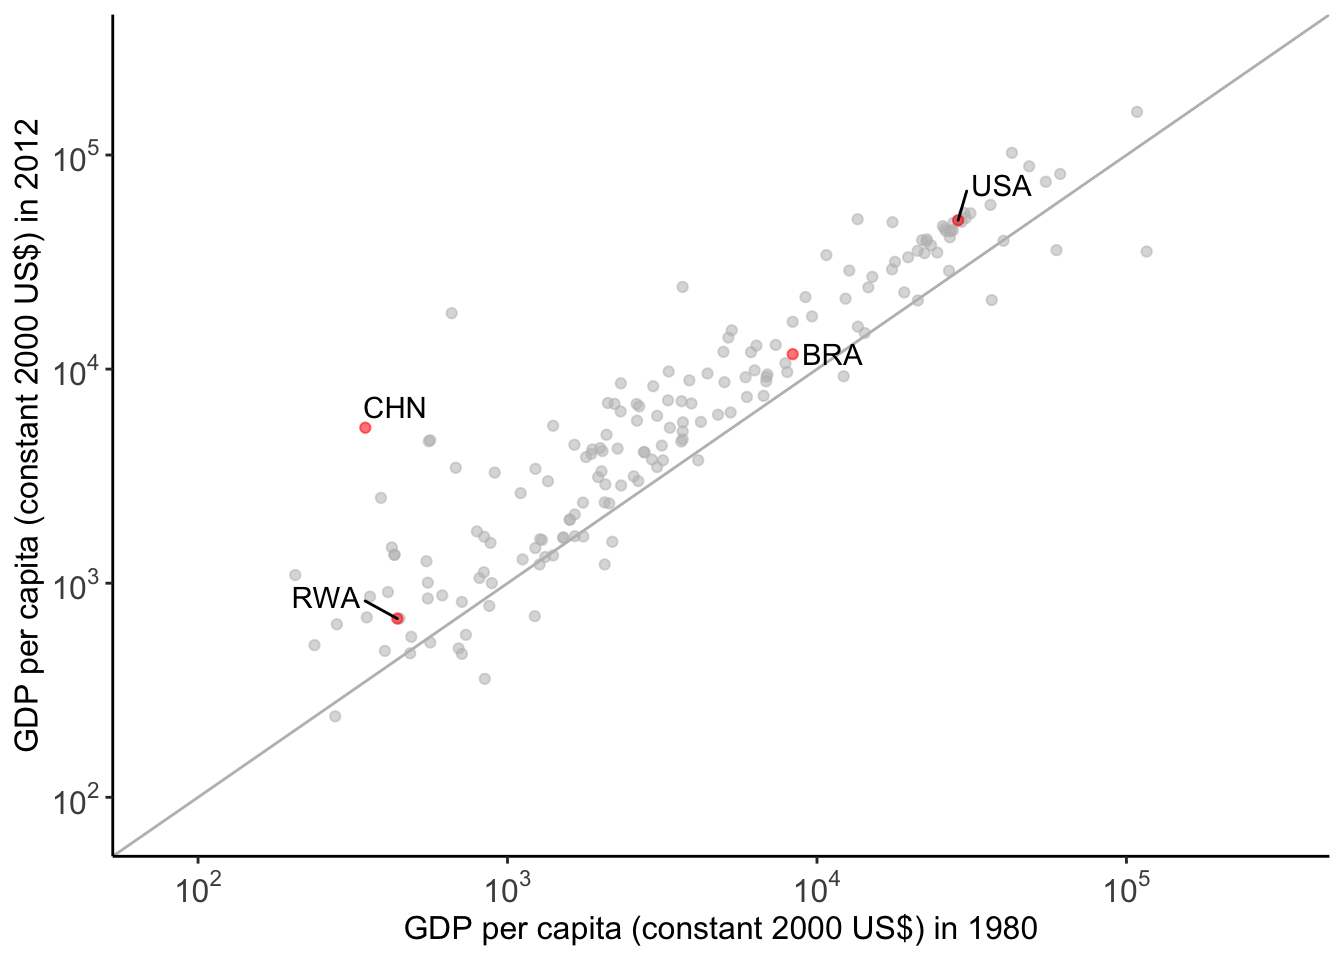 GDP per capita (constant 2000 US$) in 2012
10^5
10^4
10^3
10^2
USA
BRA
CHN
RWA
10^2
10^3
10^4
10^5
GDP per capita (constant 2000 US$) in 1980